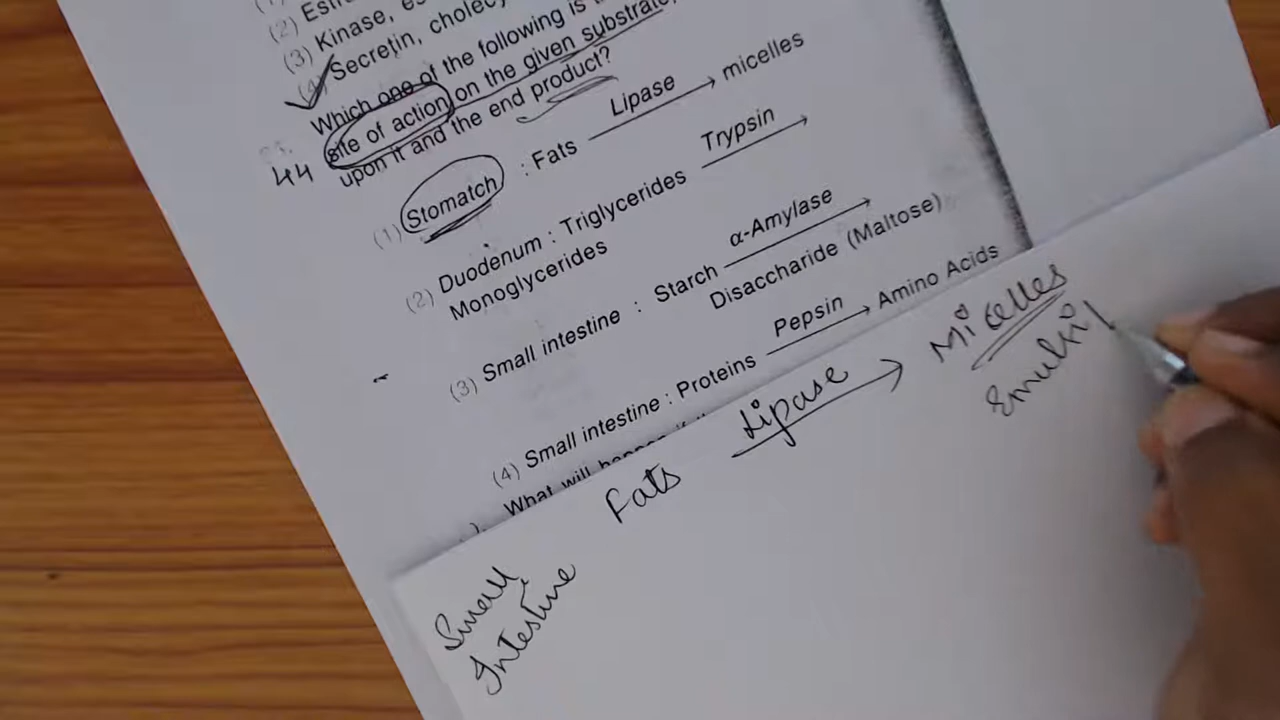 (2)
(3) Kinase,
(4) Secretin,
Which one of the following is
site of action on the given substrate,
44 upon it and the end product?
(1) Stomatch : Fats Lipase → micelles
(2) Duodenum : Triglycerides Trypsin →
Monoglycerides
(3) Small intestine : Starch α-Amylase →
Disaccharide (Maltose)
(4) Small intestine : Proteins Pepsin → Amino Acids
What will
Small
Intestine
Fats Lipase → Micelles